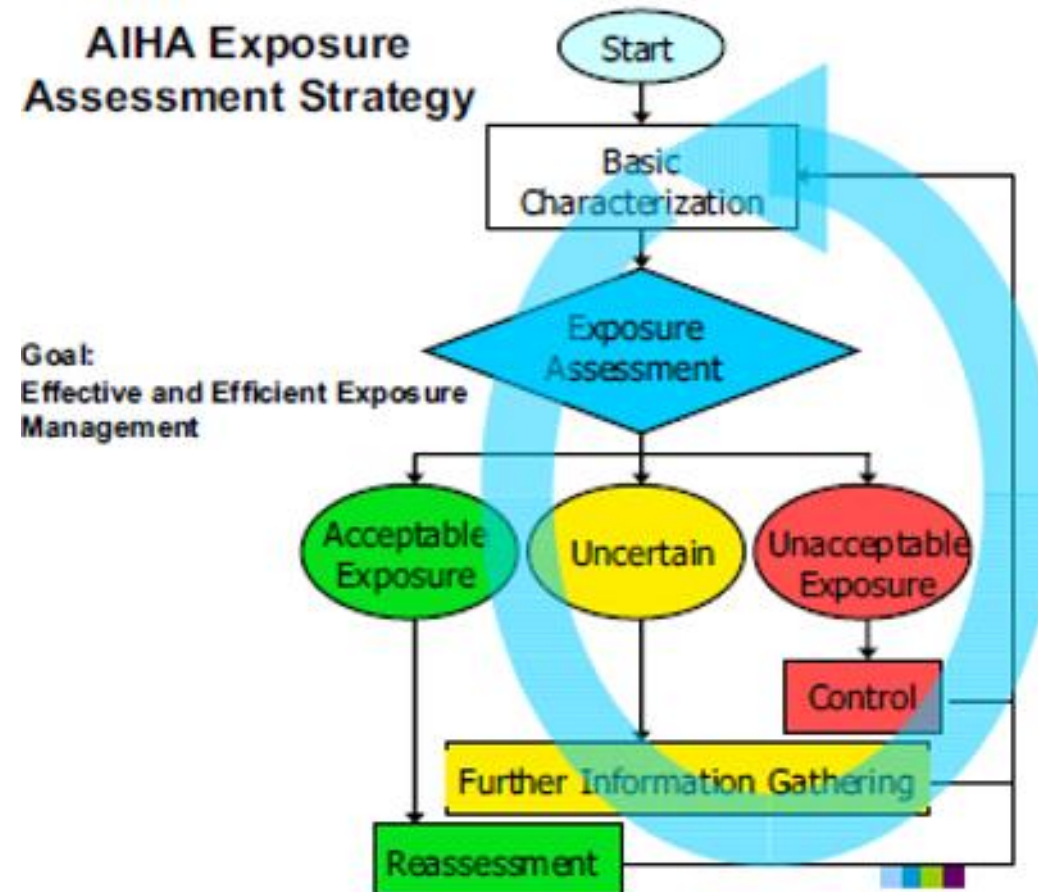 AIHA Exposure
Assessment Strategy
Start
Basic
Characterization
Exposure
Assessment
Goal:
Effective and Efficient Exposure
Management
Acceptable
Exposure
Uncertain
Unacceptable
Exposure
Control
Further Information Gathering
Reassessment